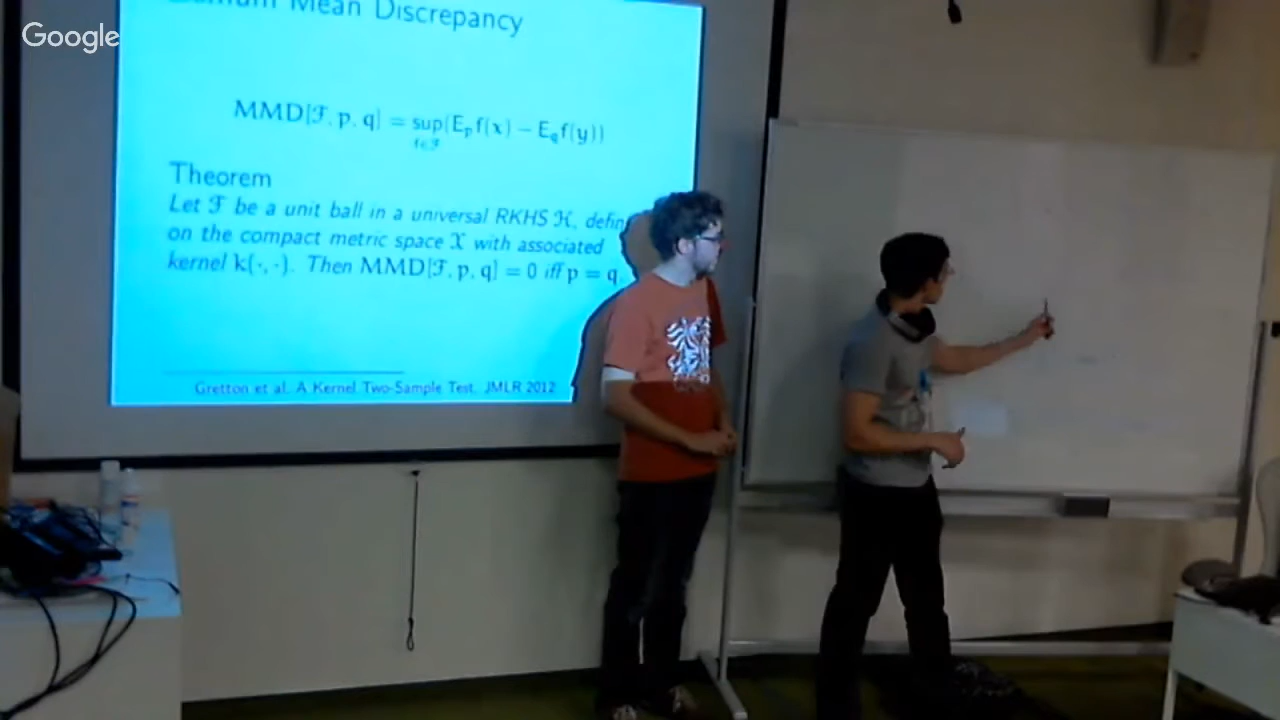 Google
Mean Discrepancy
MMD[ℱ, p, q] = sup(E_p f(x) − E_q f(y))
f∈ℱ
Theorem
Let ℱ be a unit ball in a universal RKHS ℋ, defin
on the compact metric space 𝒳 with associated
kernel k(·, ·). Then MMD[ℱ, p, q] = 0 iff p = q.
Gretton et al. A Kernel Two-Sample Test. JMLR 2012